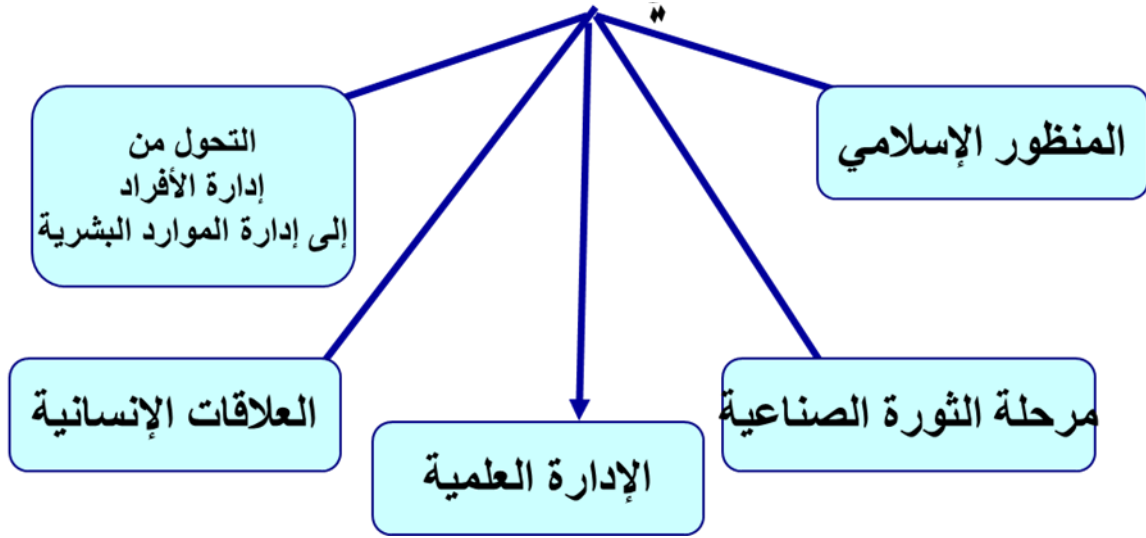 المنظور الإسلامي
مرحلة الثورة الصناعية
الإدارة العلمية
العلاقات الإنسانية
التحول من
إدارة الأفراد
إلى إدارة الموارد البشرية